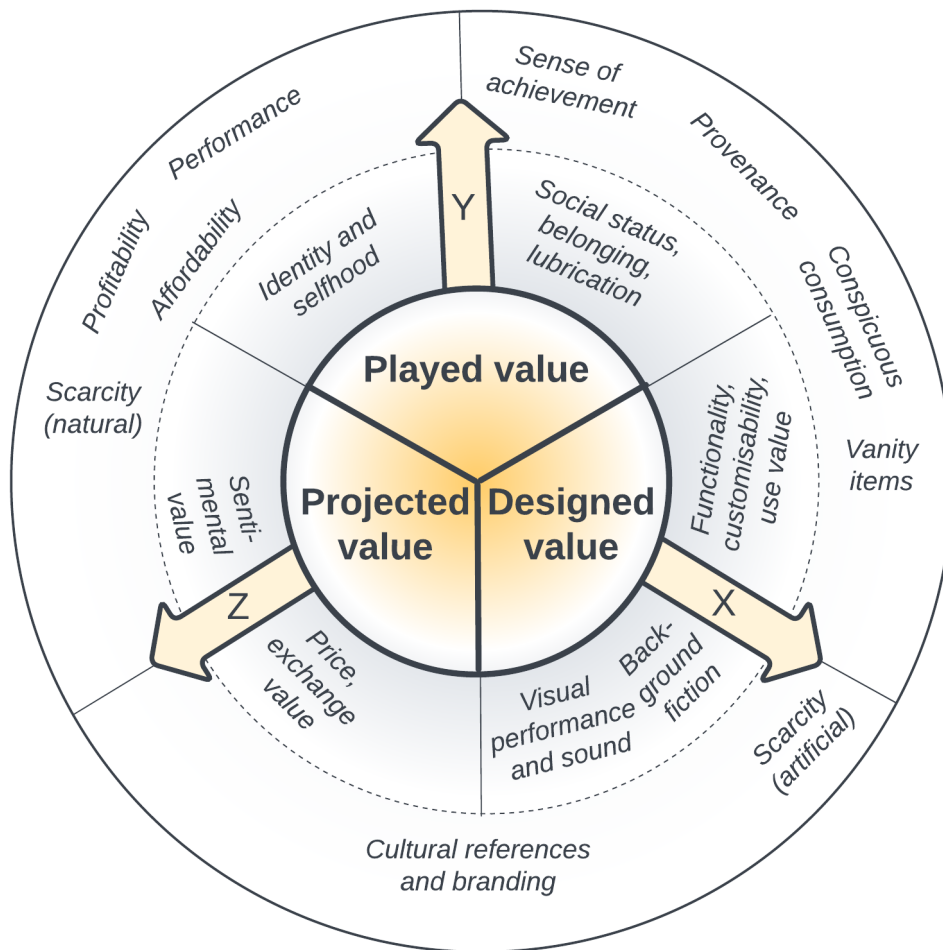 Sense of
achievement
Performance
Provenance
Y
Social status,
belonging,
lubrication
Identity and
selfhood
Profitability
Affordability
Conspicuous
consumption
Played value
Scarcity
(natural)
Functionality,
customisability,
use value
Vanity
items
Senti-
mental
value
Projected
value
Designed
value
Z
X
Price,
exchange
value
Visual
performance
and sound
Back-
ground
fiction
Scarcity
(artificial)
Cultural references
and branding